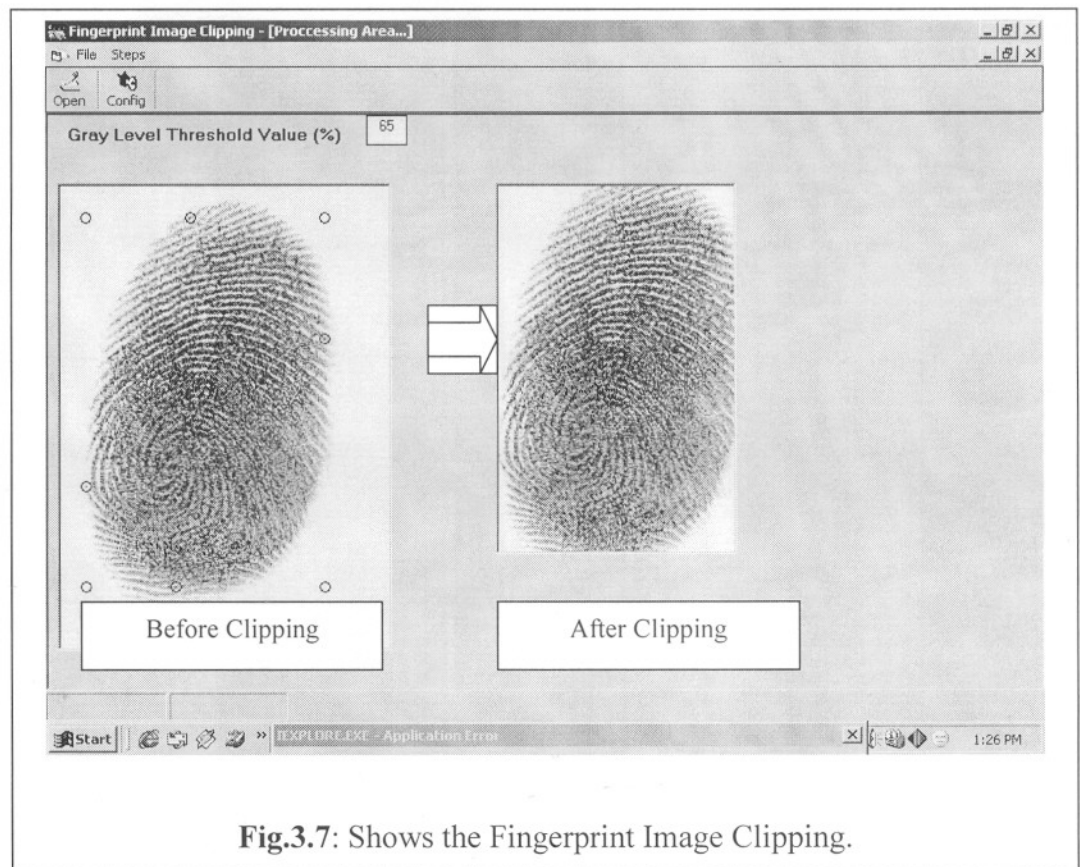 Fingerprint Image Clipping - [Proccessing Area...]
File Steps
Open Config
Gray Level Threshold Value (%) 65
Before Clipping After Clipping
Start » IEXPLORE.EXE - Application Error 1:26 PM
Fig.3.7: Shows the Fingerprint Image Clipping.